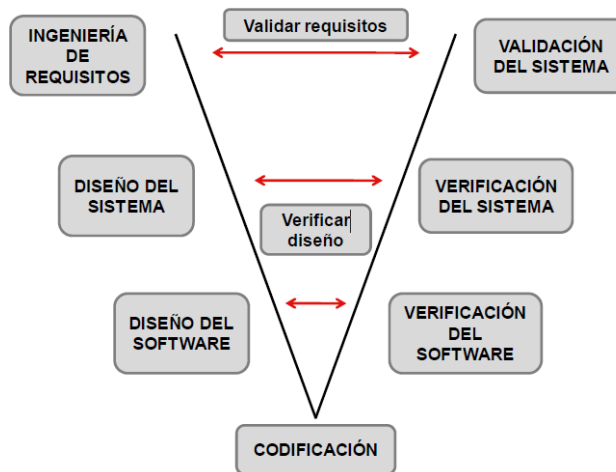 Validar requisitos
INGENIERÍA
DE
REQUISITOS
VALIDACIÓN
DEL SISTEMA
DISEÑO DEL
SISTEMA
Verificar
diseño
VERIFICACIÓN
DEL SISTEMA
DISEÑO DEL
SOFTWARE
VERIFICACIÓN
DEL
SOFTWARE
CODIFICACIÓN